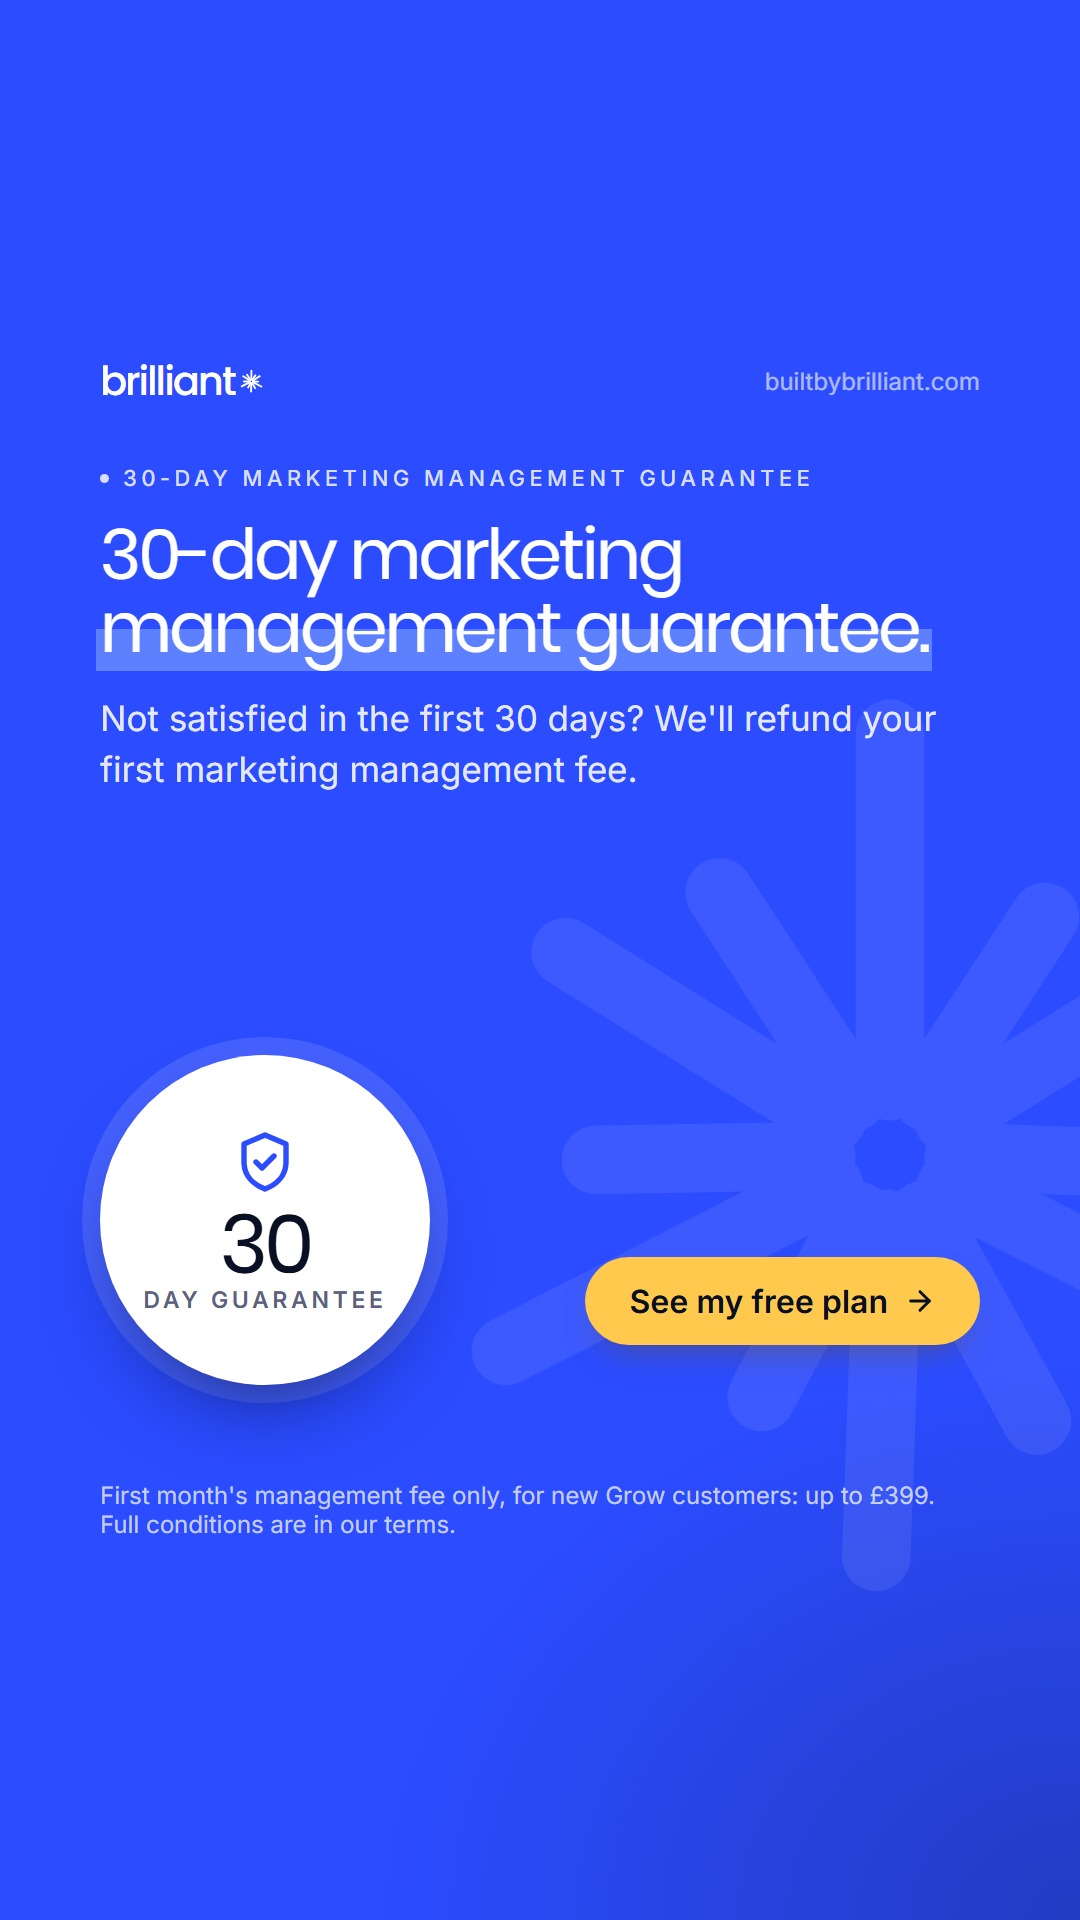 brilliant
builtbybrilliant.com
• 30-DAY MARKETING MANAGEMENT GUARANTEE
30-day marketing
management guarantee.
Not satisfied in the first 30 days? We'll refund your
first marketing management fee.
30
DAY GUARANTEE
See my free plan →
First month's management fee only, for new Grow customers: up to £399.
Full conditions are in our terms.